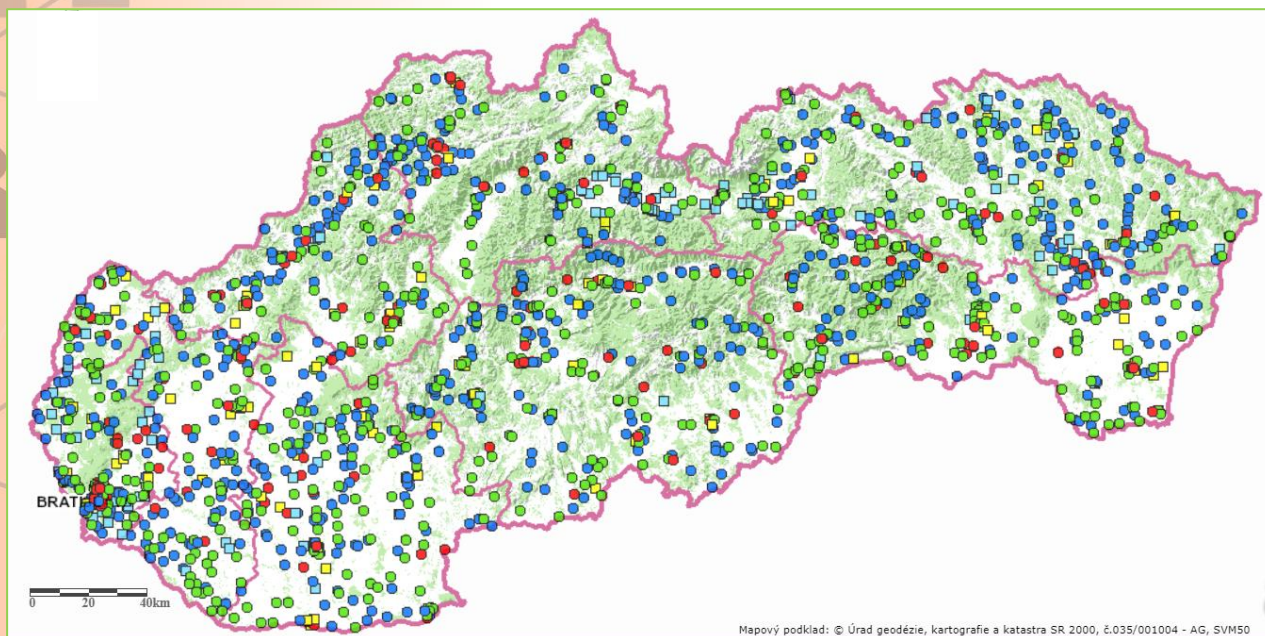 BRATI
0 20 40km
Mapový podklad: © Úrad geodézie, kartografie a katastra SR 2000, č.035/001004 - AG, SVM50